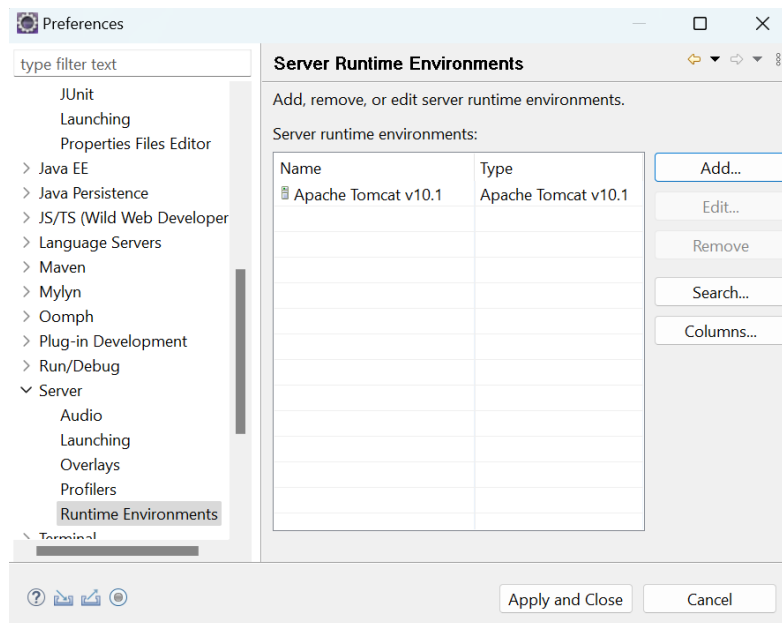 Preferences
type filter text
JUnit
Launching
Properties Files Editor
Java EE
Java Persistence
JS/TS (Wild Web Developer
Language Servers
Maven
Mylyn
Oomph
Plug-in Development
Run/Debug
Server
Audio
Launching
Overlays
Profilers
Runtime Environments
Terminal
Server Runtime Environments
Add, remove, or edit server runtime environments.
Server runtime environments:
Name Type
Apache Tomcat v10.1 Apache Tomcat v10.1
Add...
Edit...
Remove
Search...
Columns...
Apply and Close Cancel